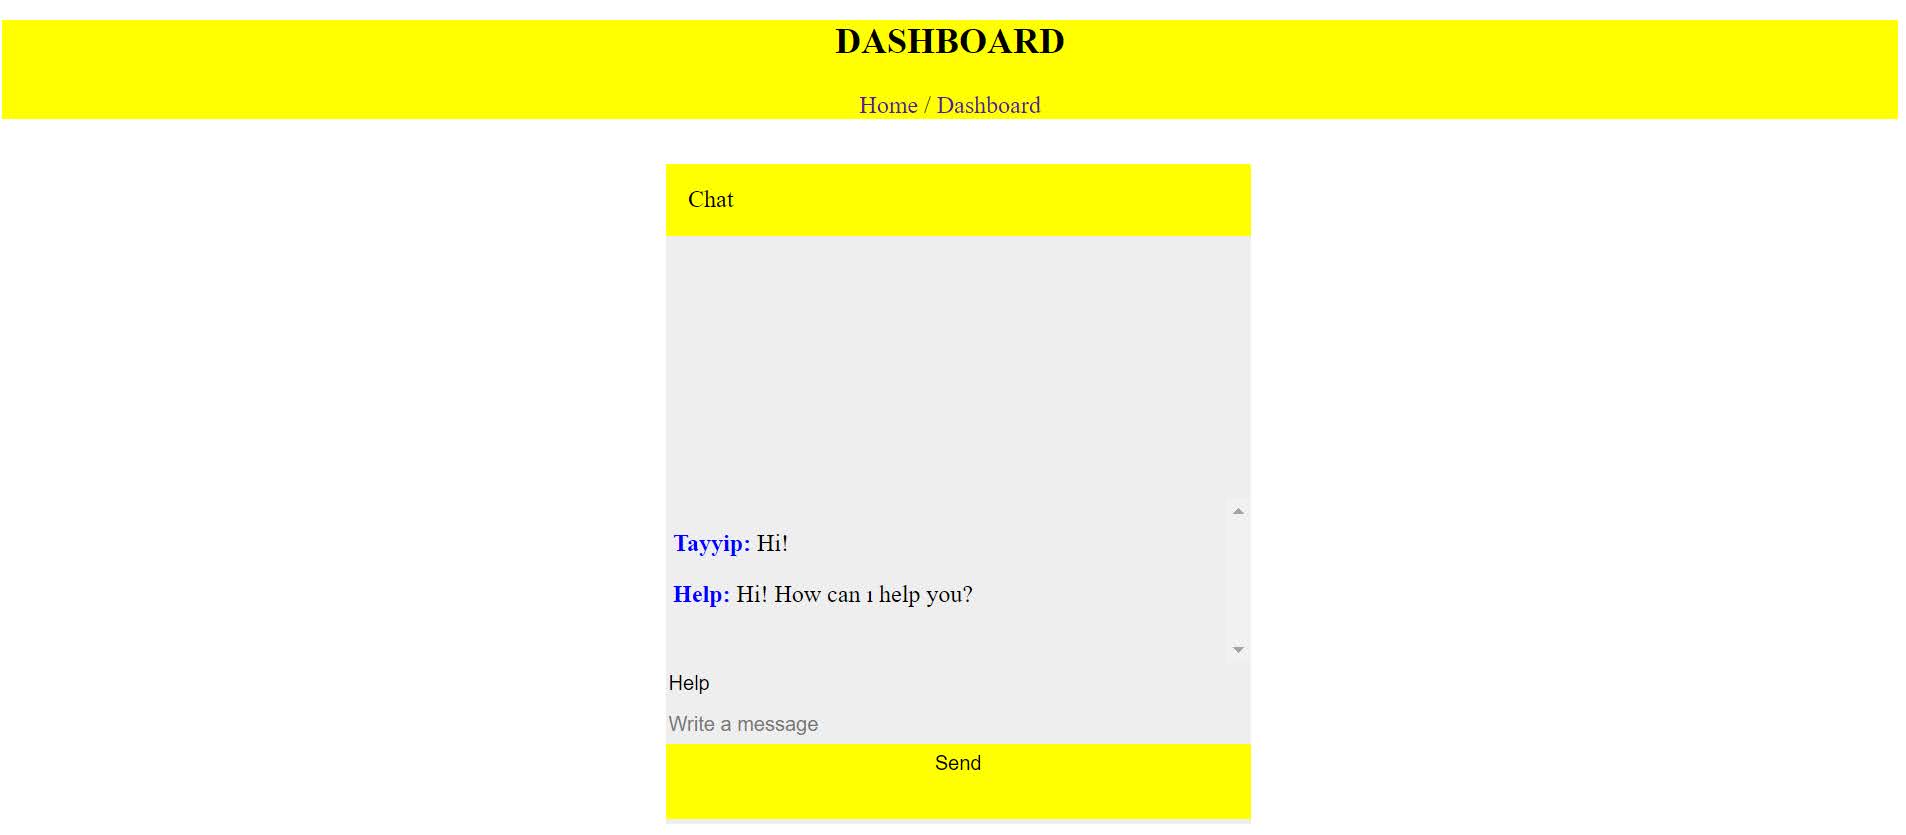 DASHBOARD
Home / Dashboard
Chat
Tayyip: Hi!
Help: Hi! How can ı help you?
Help
Write a message
Send